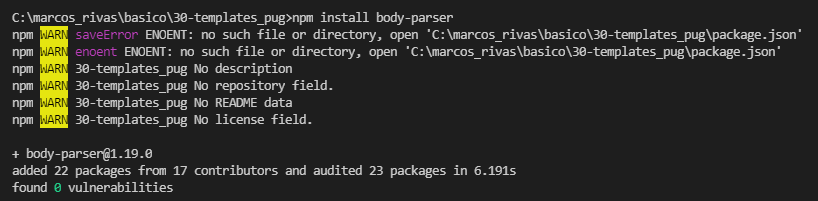 C:\marcos_rivas\basico\30-templates_pug>npm install body-parser
npm WARN saveError ENOENT: no such file or directory, open 'C:\marcos_rivas\basico\30-templates_pug\package.json'
npm WARN enoent ENOENT: no such file or directory, open 'C:\marcos_rivas\basico\30-templates_pug\package.json'
npm WARN 30-templates_pug No description
npm WARN 30-templates_pug No repository field.
npm WARN 30-templates_pug No README data
npm WARN 30-templates_pug No license field.
+ body-parser@1.19.0
added 22 packages from 17 contributors and audited 23 packages in 6.191s
found 0 vulnerabilities